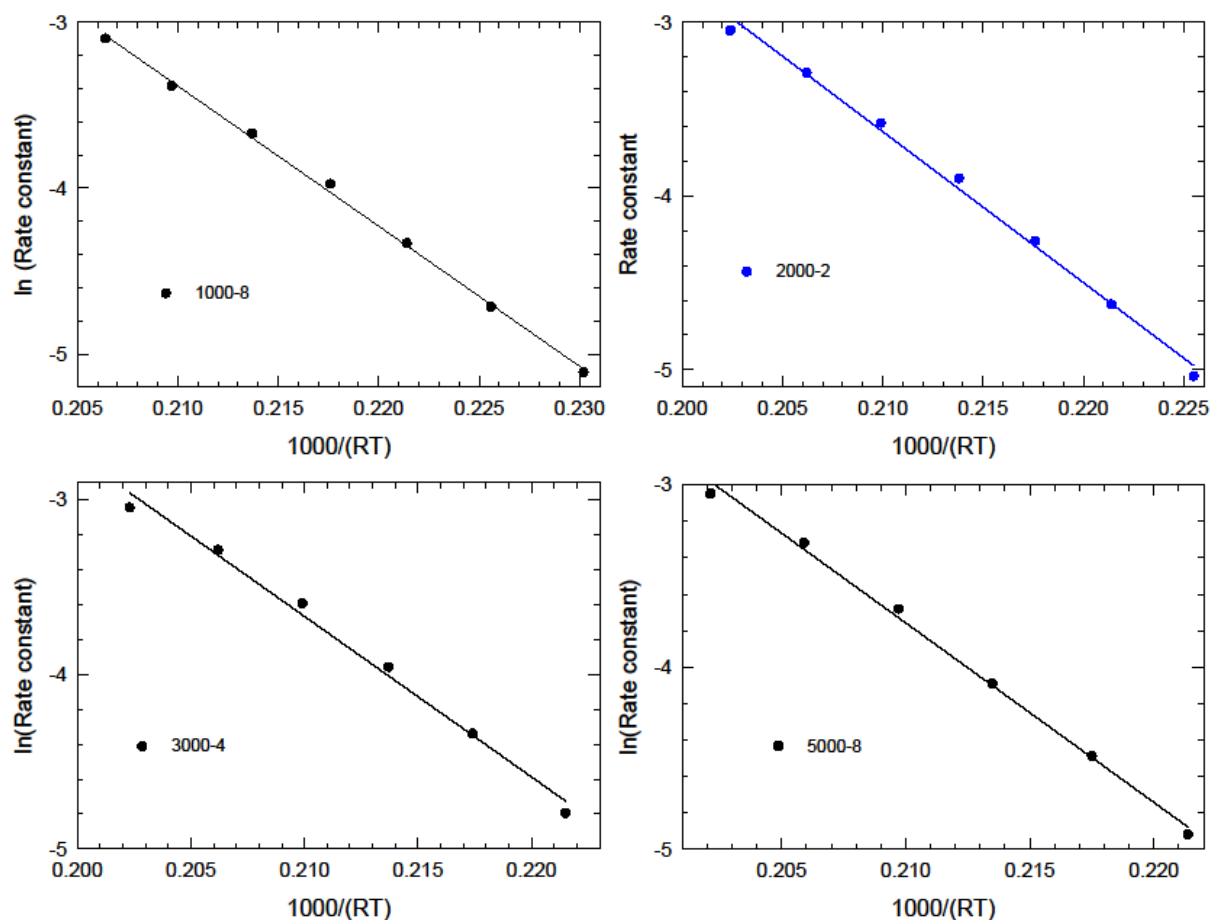 -3
-4
-5
ln (Rate constant)
1000-8
0.205 0.210 0.215 0.220 0.225 0.230
1000/(RT)
-3
-4
-5
Rate constant
2000-2
0.200 0.205 0.210 0.215 0.220 0.225
1000/(RT)
-3
-4
-5
ln(Rate constant)
3000-4
0.200 0.205 0.210 0.215 0.220
1000/(RT)
-3
-4
-5
ln(Rate constant)
5000-8
0.205 0.210 0.215 0.220
1000/(RT)